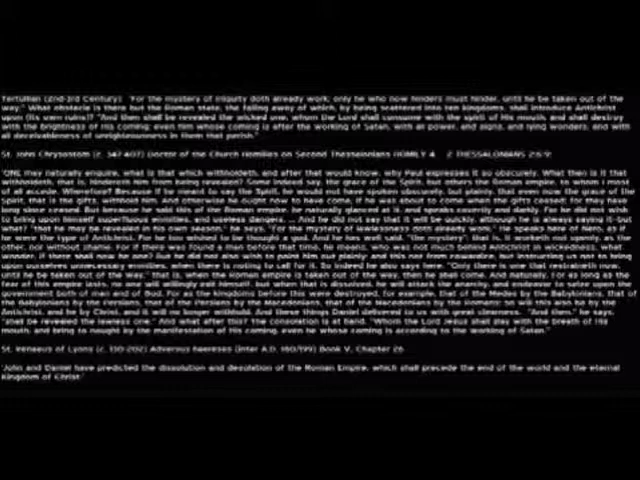 Tertullian (2nd-3rd Century) "For the mystery of iniquity doth already work; only he who now hinders must hinder, until he be taken out of the
way." What obstacle is there but the Roman state, the falling away of which, by being scattered into ten kingdoms, shall introduce Antichrist
upon (its own ruins)? "And then shall be revealed the wicked one, whom the Lord shall consume with the spirit of His mouth, and shall destroy
with the brightness of His coming: even him whose coming is after the working of Satan, with all power, and signs, and lying wonders, and with
all deceivableness of unrighteousness in them that perish."
St. John Chrysostom (c. 347-407) Doctor of the Church Homilies on Second Thessalonians HOMILY 4. 2 THESSALONIANS 2:6-9:
"ONE may naturally enquire, what is that which withholdeth, and after that would know, why Paul expresses it so obscurely. What then is it that
withholdeth, that is, hindereth him from being revealed? Some indeed say, the grace of the Spirit, but others the Roman empire, to whom I most
of all accede. Wherefore? Because if he meant to say the Spirit, he would not have spoken obscurely, but plainly, that even now the grace of the
Spirit, that is the gifts, withhold him. And otherwise he ought now to have come, if he was about to come when the gifts ceased; for they have
long since ceased. But because he said this of the Roman empire, he naturally glanced at it, and speaks covertly and darkly. For he did not wish
to bring upon himself superfluous enmities, and useless dangers. ... And he did not say that it will be quickly, although he is always saying it-but
what? "that he may be revealed in his own season," he says, "For the mystery of lawlessness doth already work." He speaks here of Nero, as if
he were the type of Antichrist. For he too wished to be thought a god. And he has well said, "the mystery"; that is, it worketh not openly, as the
other, nor without shame. For if there was found a man before that time, he means, who was not much behind Antichrist in wickedness, what
wonder, if there shall now be one? But he did not also wish to point him out plainly: and this not from cowardice, but instructing us not to bring
upon ourselves unnecessary enmities, when there is nothing to call for it. So indeed he also says here. "Only there is one that restraineth now,
until he be taken out of the way," that is, when the Roman empire is taken out of the way, then he shall come. And naturally. For as long as the
fear of this empire lasts, no one will willingly exalt himself, but when that is dissolved, he will attack the anarchy, and endeavor to seize upon the
government both of man and of God. For as the kingdoms before this were destroyed, for example, that of the Medes by the Babylonians, that of
the Babylonians by the Persians, that of the Persians by the Macedonians, that of the Macedonians by the Romans: so will this also be by the
Antichrist, and he by Christ, and it will no longer withhold. And these things Daniel delivered to us with great clearness. "And then," he says,
"shall be revealed the lawless one." And what after this? The consolation is at hand. "Whom the Lord Jesus shall slay with the breath of His
mouth, and bring to nought by the manifestation of His coming, even he whose coming is according to the working of Satan."
St. Irenaeus of Lyons (c. 130-202) Adversus haereses (inter A.D. 180/199) Book V, Chapter 26
"John and Daniel have predicted the dissolution and desolation of the Roman Empire, which shall precede the end of the world and the eternal
Kingdom of Christ."